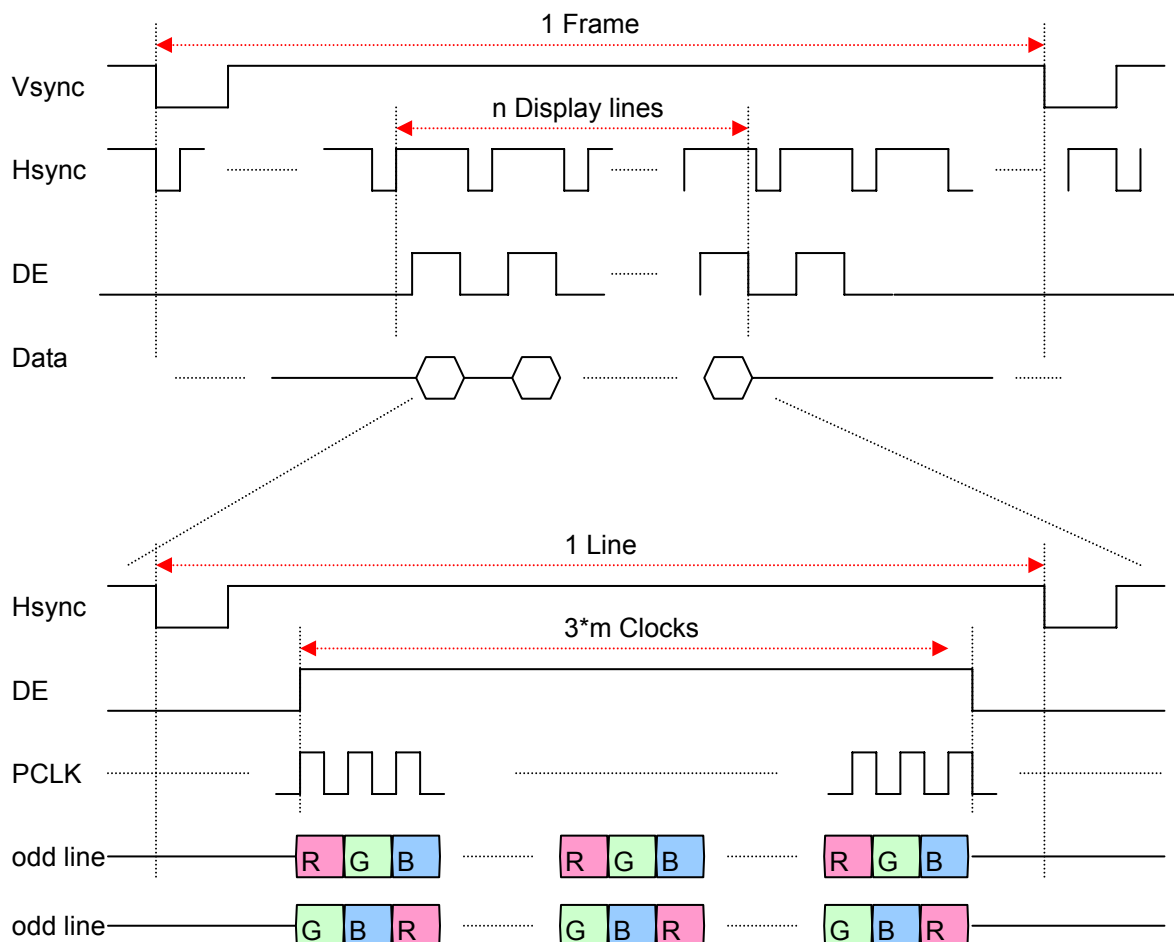 1 Frame
Vsync
n Display lines
Hsync
DE
Data
1 Line
Hsync
3*m Clocks
DE
PCLK
odd line R G B R G B R G B
odd line G B R G B R G B R